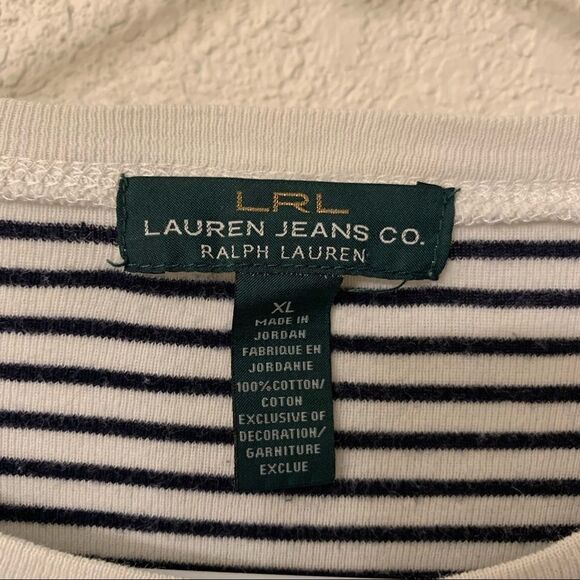 LRL
LAUREN JEANS CO.
RALPH LAUREN
XL
MADE IN
JORDAN
FABRIQUE EN
JORDANIE
100% COTTON/
COTON
EXCLUSIVE OF
DECORATION/
GARNITURE
EXCLUE